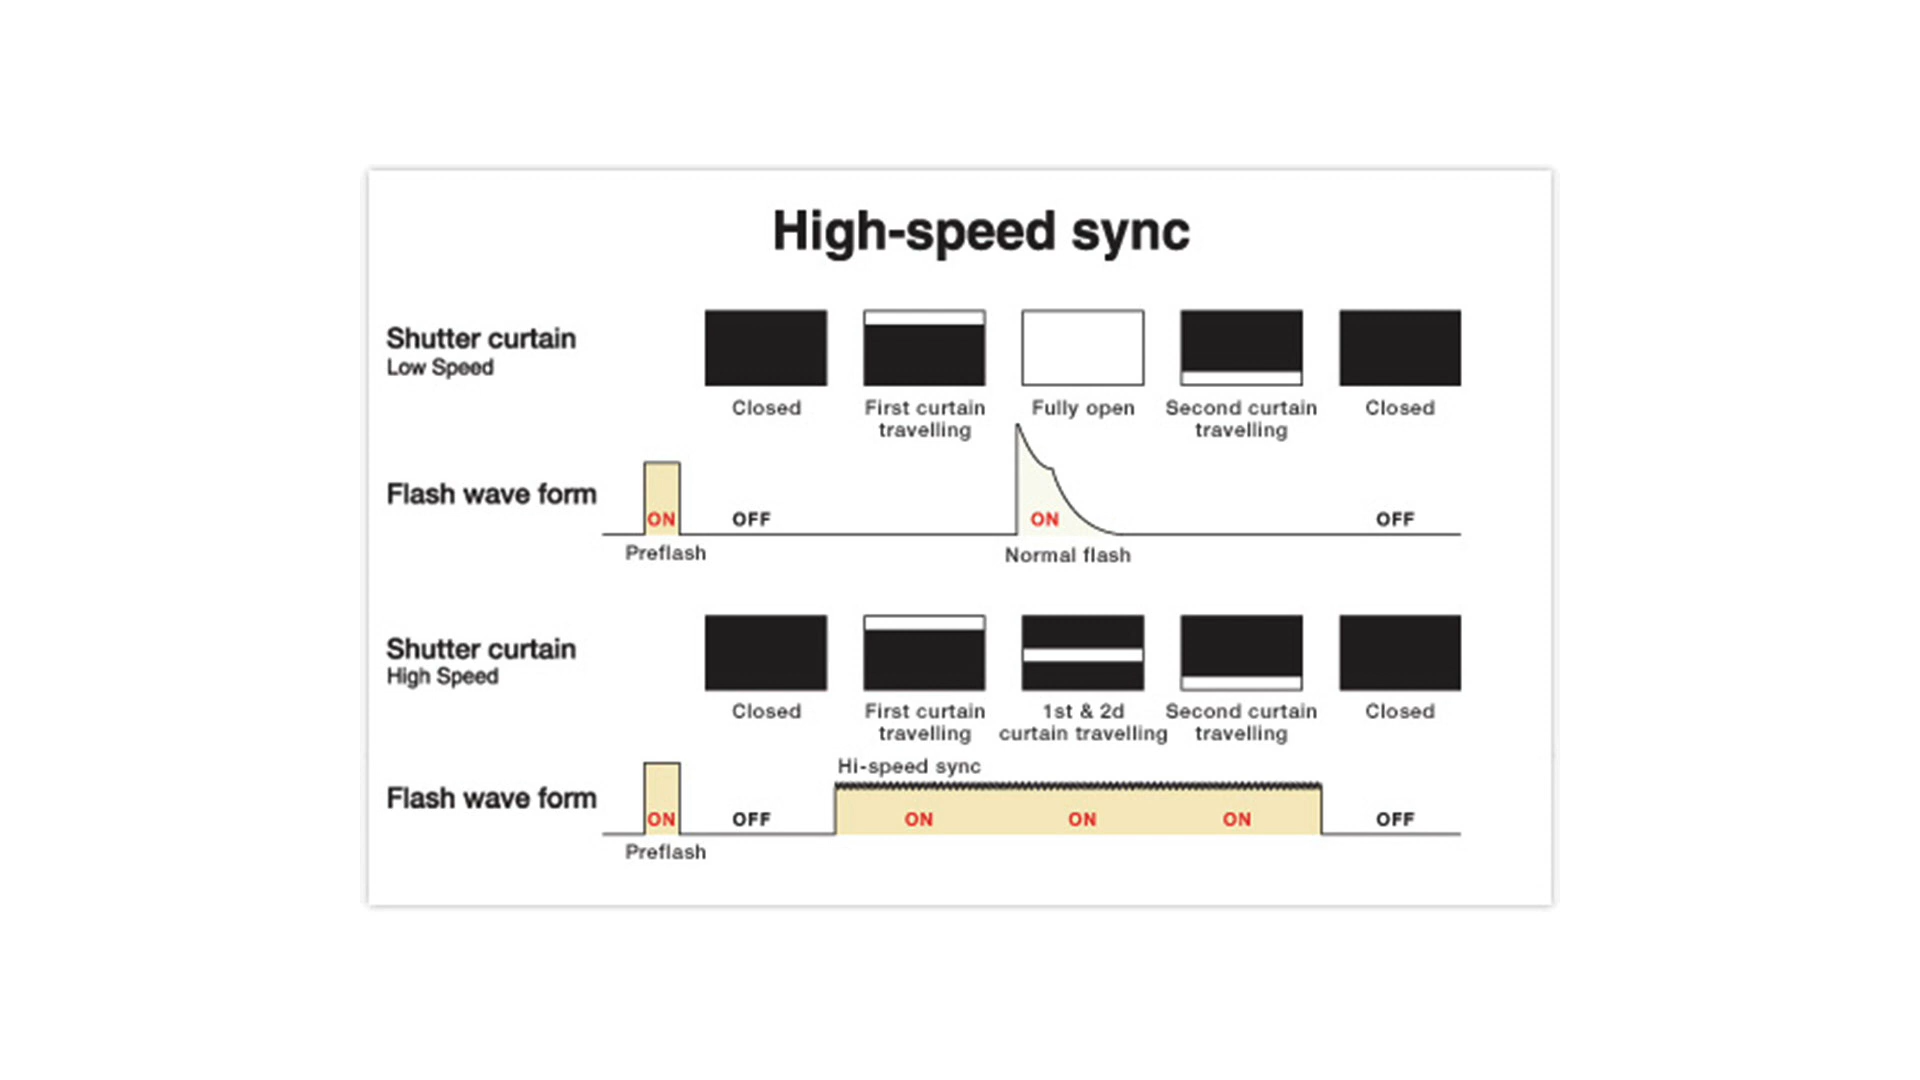 High-speed sync
Shutter curtain
Low Speed
Closed
First curtain
travelling
Fully open
Second curtain
travelling
Closed
Flash wave form
ON
OFF
ON
OFF
Preflash
Normal flash
Shutter curtain
High Speed
Closed
First curtain
travelling
1st & 2d
curtain travelling
Second curtain
travelling
Closed
Hi-speed sync
Flash wave form
ON
OFF
ON
ON
ON
OFF
Preflash